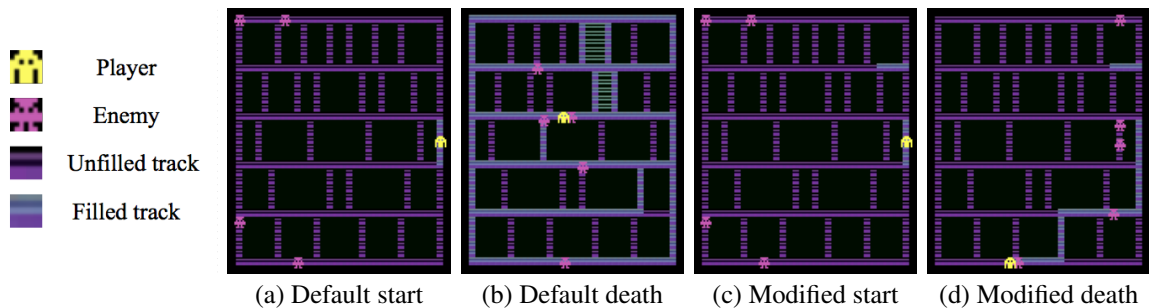 Player
Enemy
Unfilled track
Filled track
(a) Default start
(b) Default death
(c) Modified start
(d) Modified death